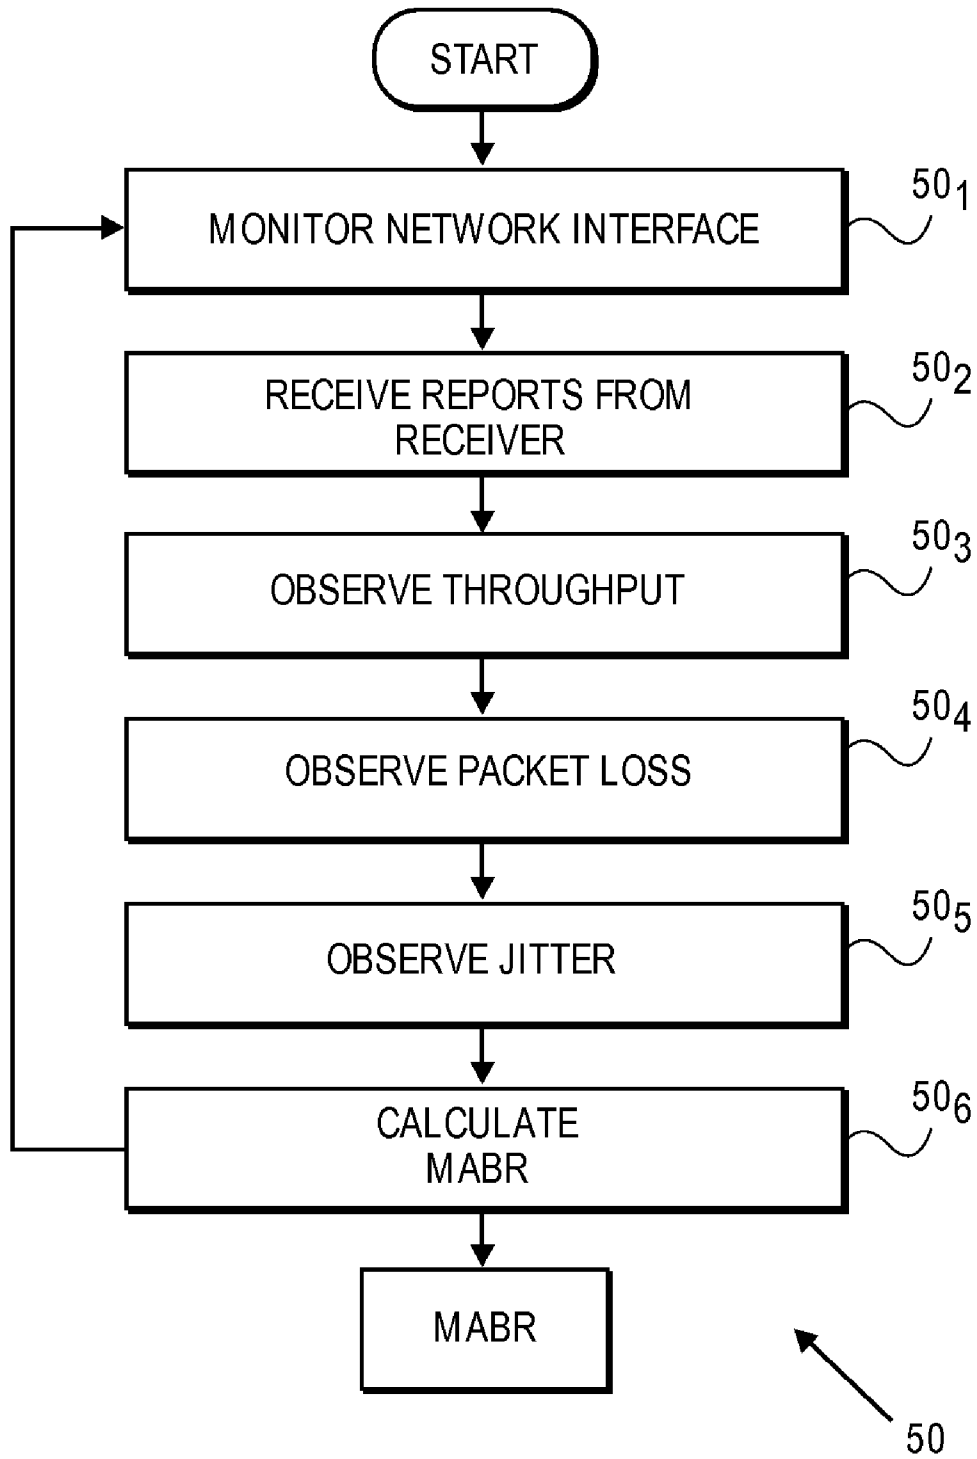 START
MONITOR NETWORK INTERFACE
50₁
RECEIVE REPORTS FROM
RECEIVER
50₂
OBSERVE THROUGHPUT
50₃
OBSERVE PACKET LOSS
50₄
OBSERVE JITTER
50₅
CALCULATE
MABR
50₆
MABR
50